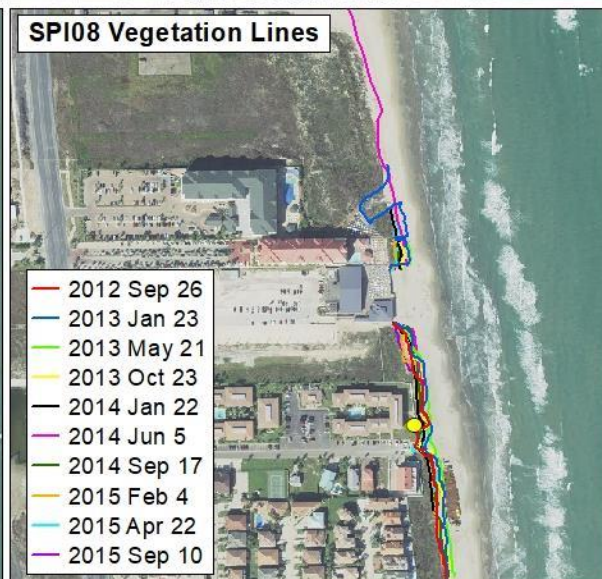 SPI08 Vegetation Lines
2012 Sep 26
2013 Jan 23
2013 May 21
2013 Oct 23
2014 Jan 22
2014 Jun 5
2014 Sep 17
2015 Feb 4
2015 Apr 22
2015 Sep 10